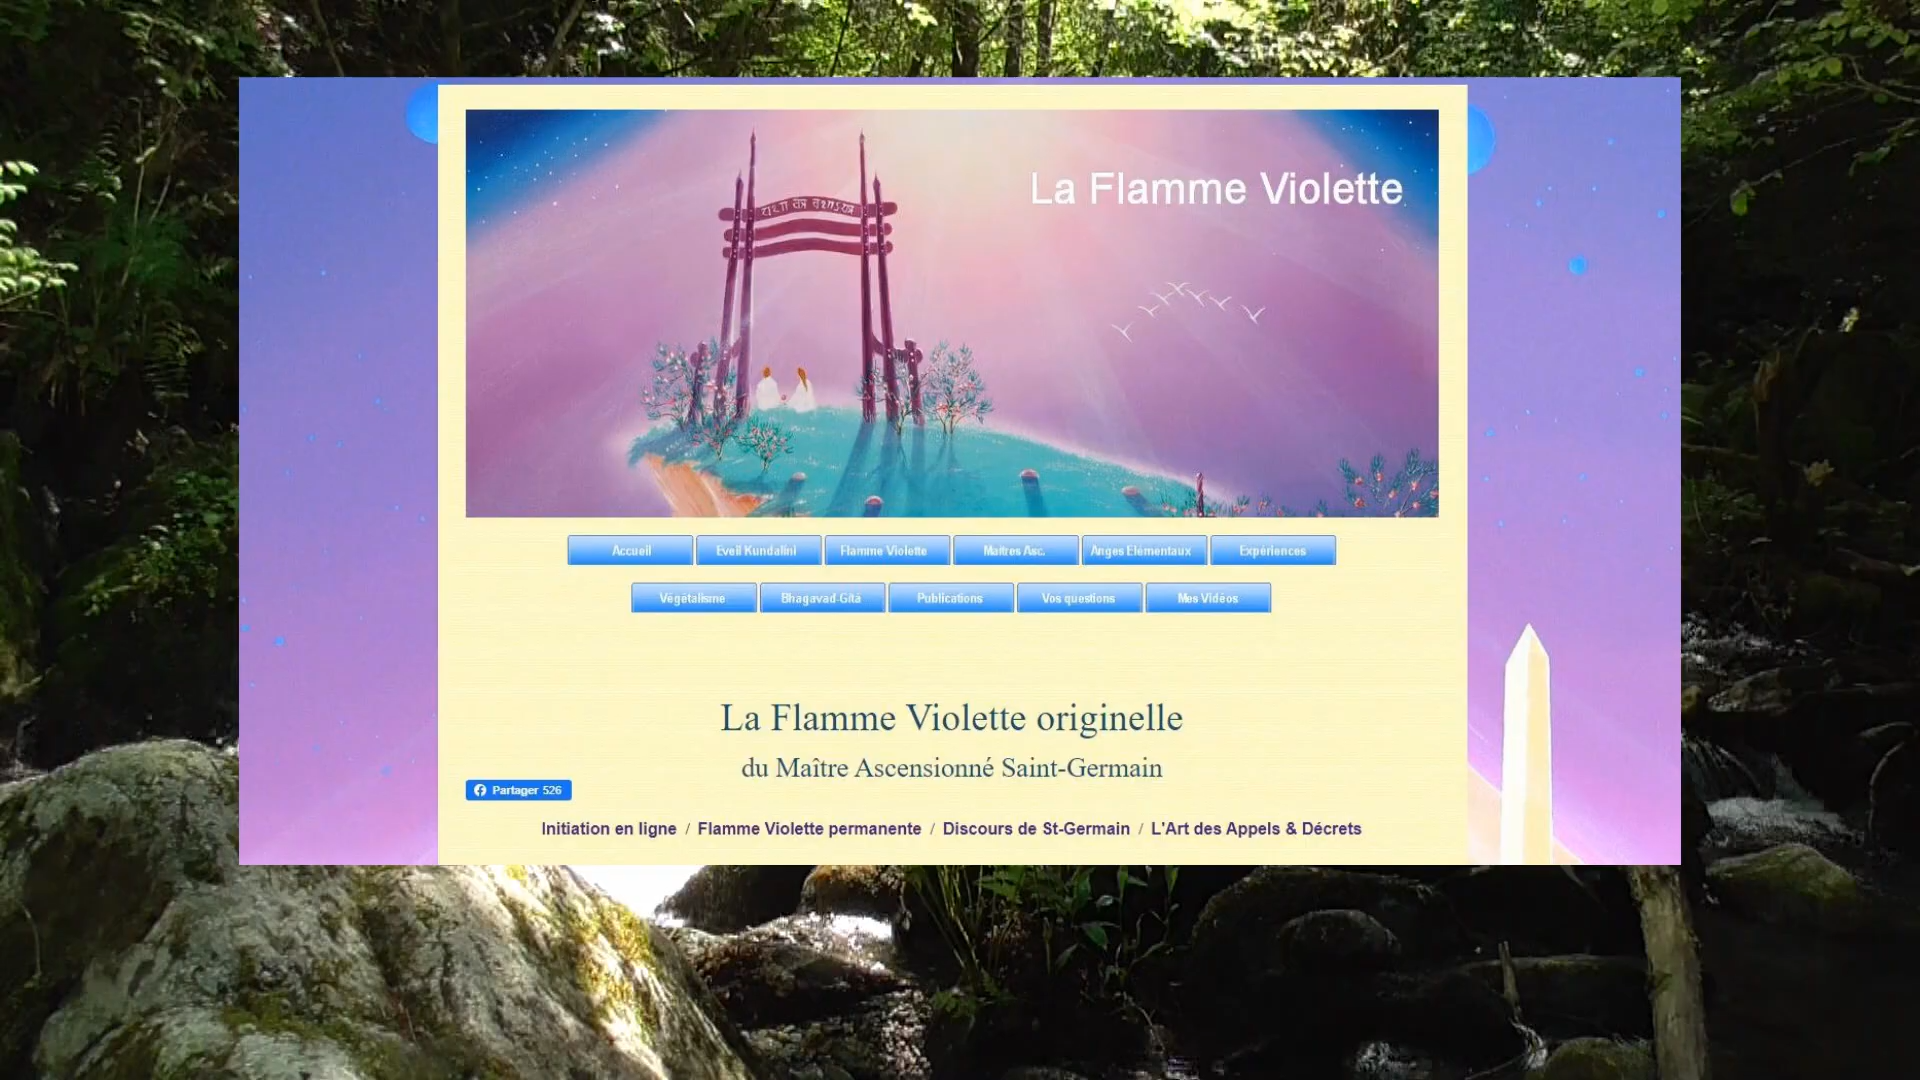 La Flamme Violette
Accueil Eveil Kundalini Flamme Violette Maîtres Asc. Anges Elémentaux Expériences
Végétalisme Bhagavad-Gîtâ Publications Vos questions Mes Vidéos
La Flamme Violette originelle
du Maître Ascensionné Saint-Germain
Partager 526
Initiation en ligne / Flamme Violette permanente / Discours de St-Germain / L'Art des Appels & Décrets